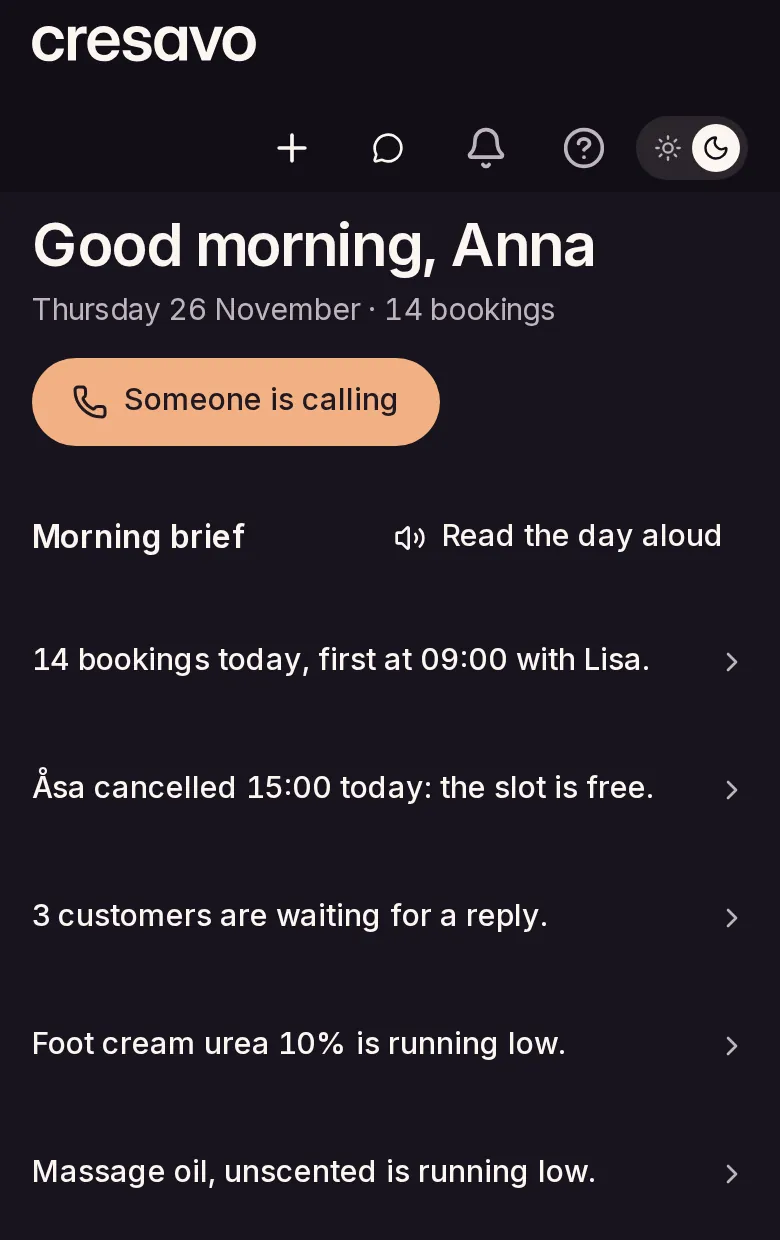 cresavo
Good morning, Anna
Thursday 26 November · 14 bookings
Someone is calling
Morning brief
Read the day aloud
14 bookings today, first at 09:00 with Lisa.
Åsa cancelled 15:00 today: the slot is free.
3 customers are waiting for a reply.
Foot cream urea 10% is running low.
Massage oil, unscented is running low.